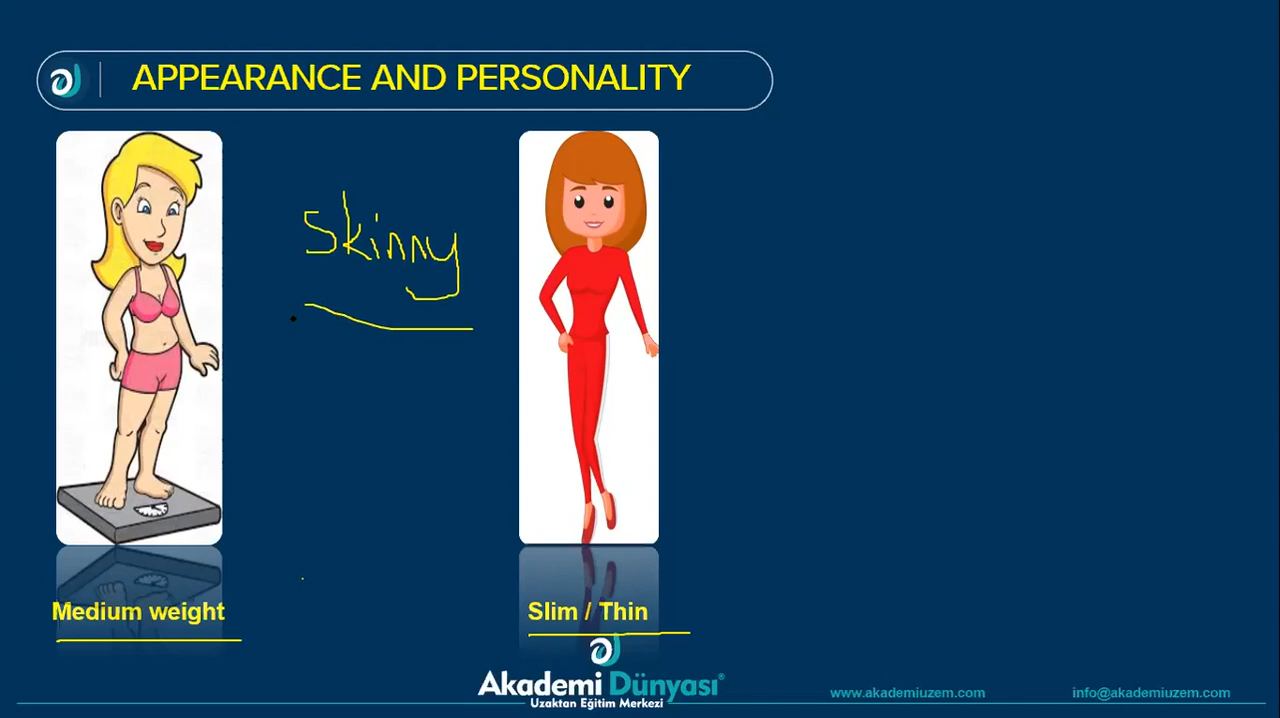 APPEARANCE AND PERSONALITY
Skinny
Medium weight
Slim / Thin
Akademi Dünyası®
Uzaktan Eğitim Merkezi
www.akademiuzem.com
info@akademiuzem.com